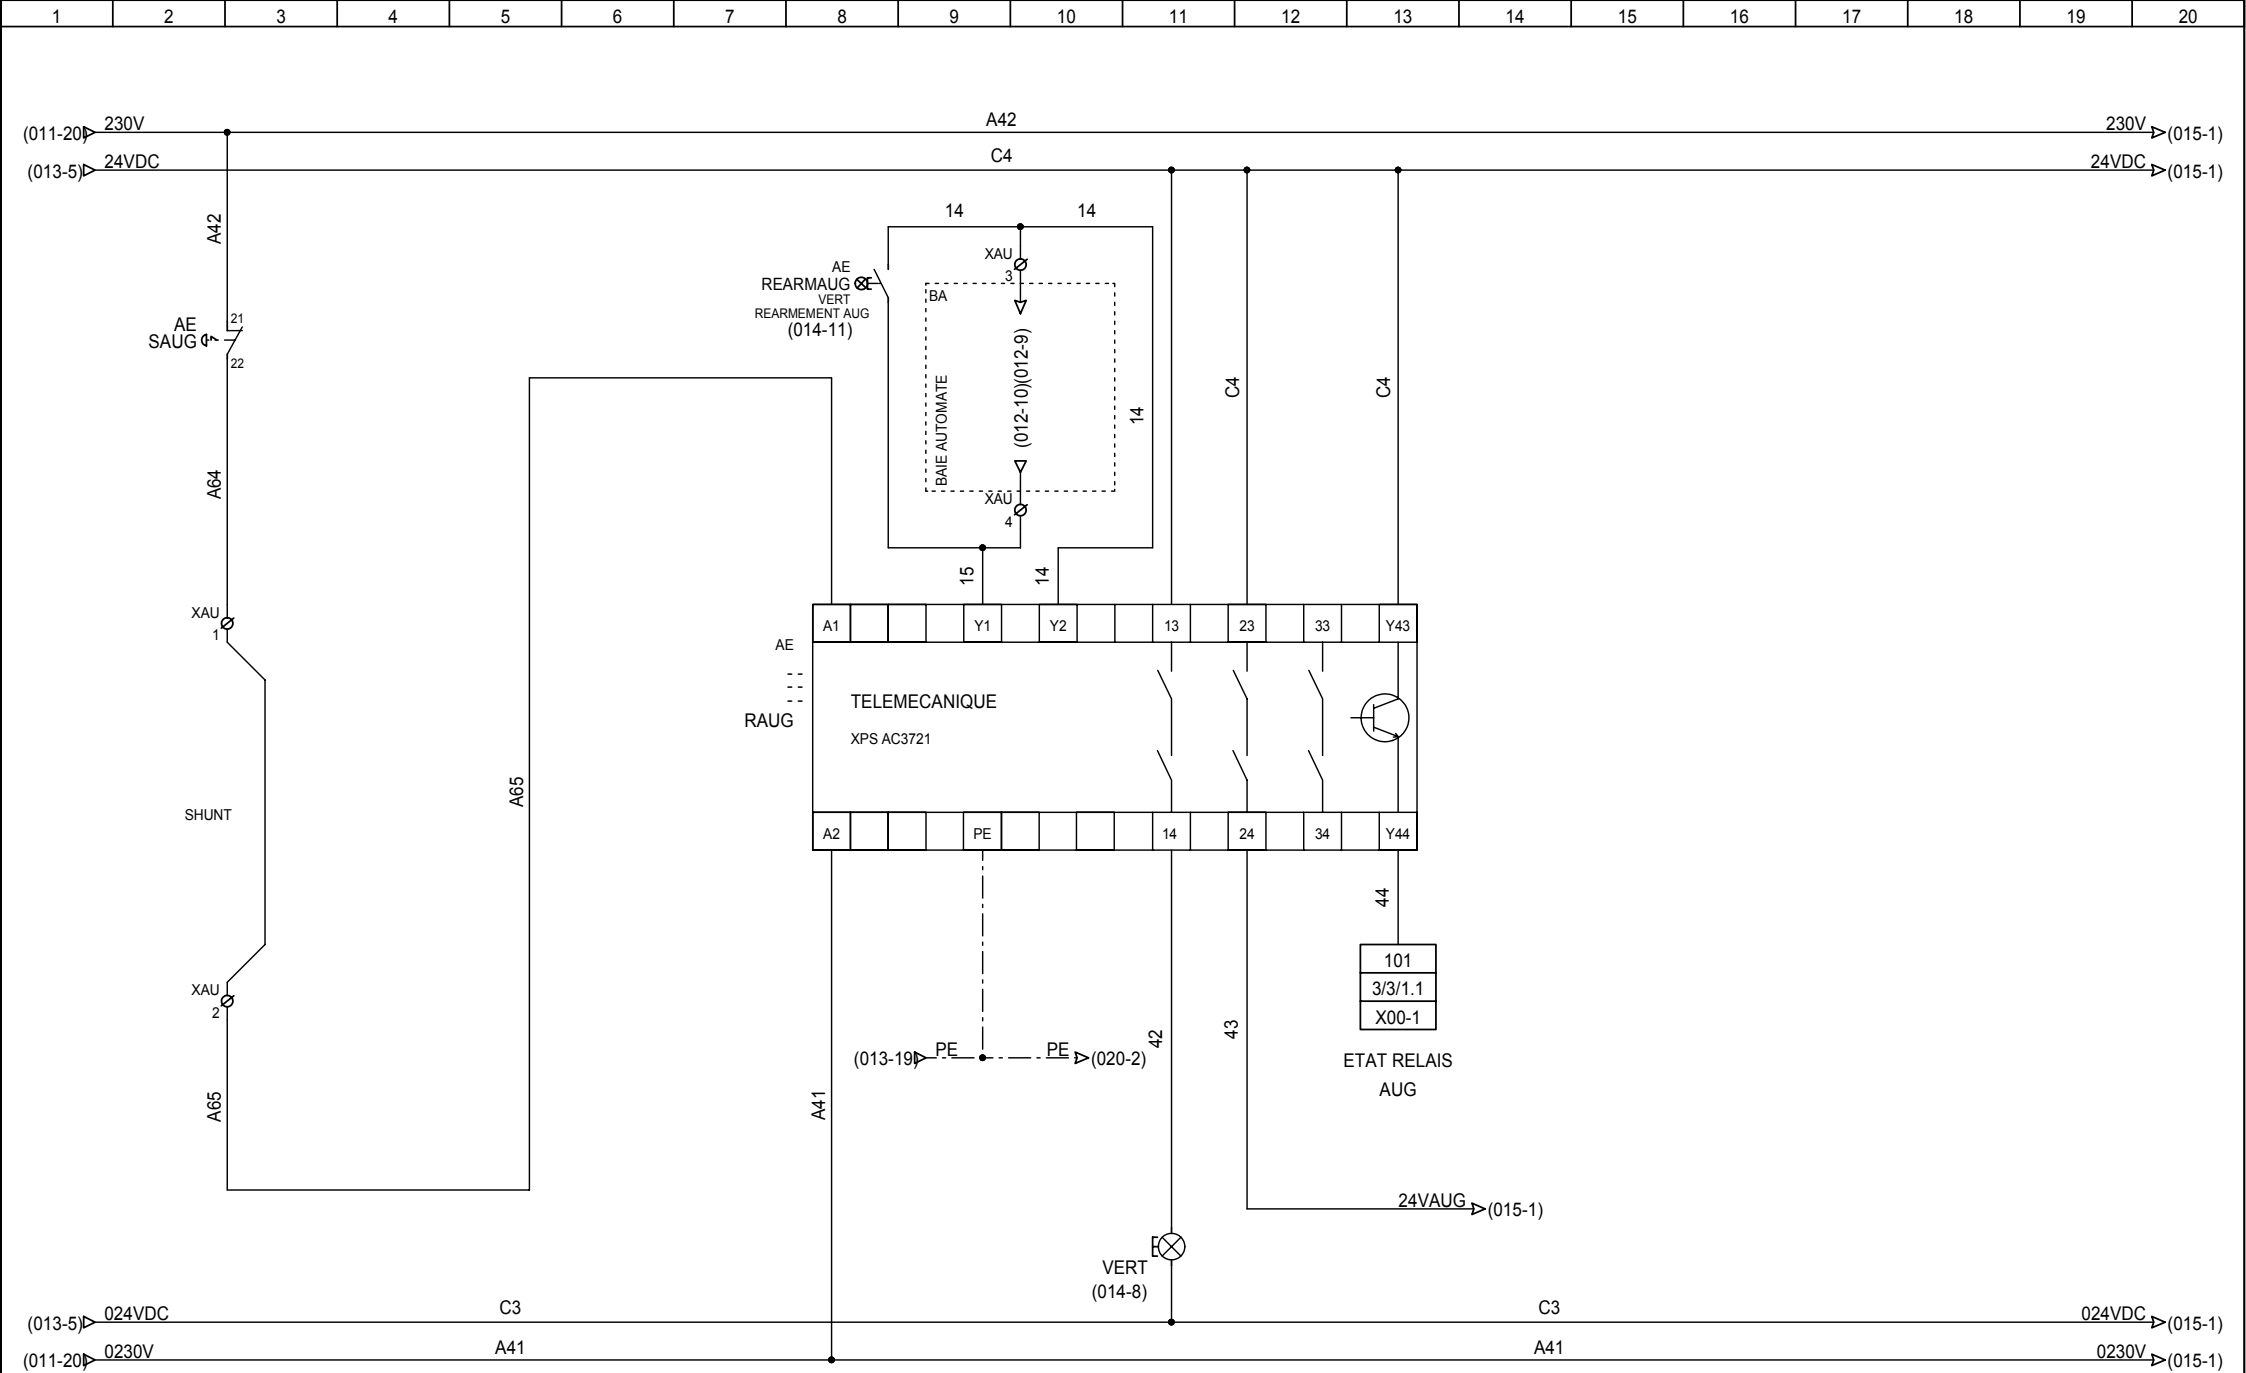 1 2 3 4 5 6 7 8 9 10 11 12 13 14 15 16 17 18 19 20
(011-20) 230V A42 230V (015-1)
(013-5) 24VDC C4 24VDC (015-1)
A42
14 14
XAU
3
AE
REARMAUG
VERT
REARMEMENT AUG
(014-11)
BA
BAIE AUTOMATE
(012-10)(012-9)
XAU
4
14
C4
C4
AE
SAUG
21
22
A64
15
14
XAU
1
A1 Y1 Y2 13 23 33 Y43
AE
RAUG
TELEMECANIQUE
XPS AC3721
A65
SHUNT
A2 PE 14 24 34 Y44
44
101
3/3/1.1
X00-1
ETAT RELAIS
AUG
XAU
2
(013-19) PE PE (020-2)
42
43
A65
A41
24VAUG (015-1)
VERT
(014-8)
(013-5) 024VDC C3 C3 024VDC (015-1)
(011-20) 0230V A41 A41 0230V (015-1)